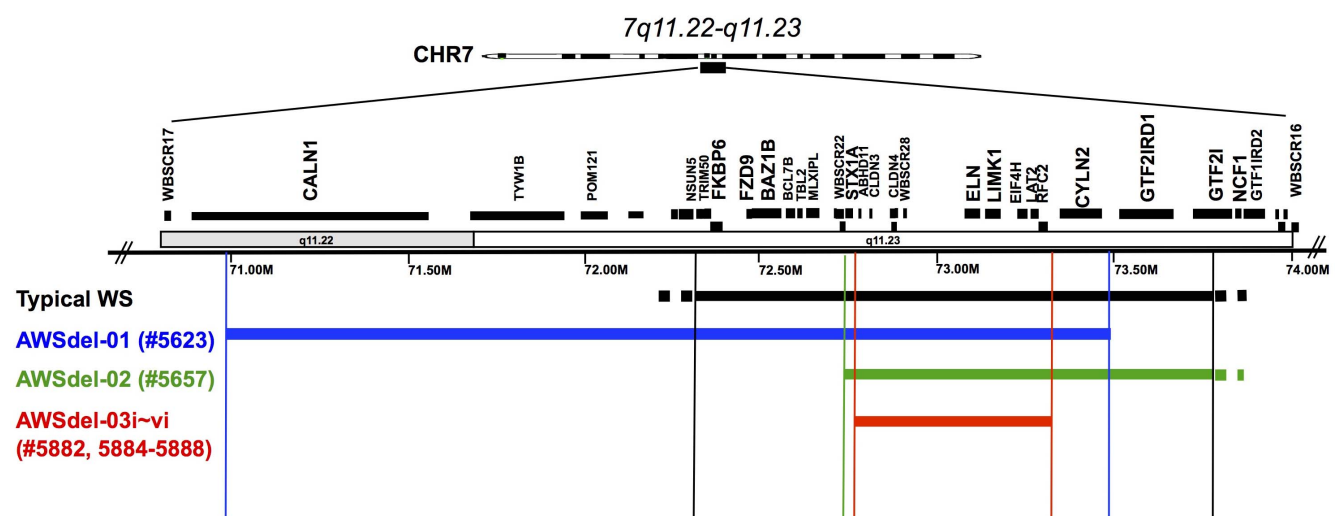 7q11.22-q11.23
CHR7
WBSCR17
CALN1
TYW1B
POM121
NSUN5
TRIM50
FKBP6
FZD9
BAZ1B
BCL7B
TBL2
MLXIPL
WBSCR22
STX1A
ABHD11
CLDN3
CLDN4
WBSCR28
ELN
LIMK1
EIF4H
LAT2
RFC2
CYLN2
GTF2IRD1
GTF2I
NCF1
GTF1IRD2
WBSCR16
q11.22
q11.23
71.00M
71.50M
72.00M
72.50M
73.00M
73.50M
74.00M
Typical WS
AWSdel-01 (#5623)
AWSdel-02 (#5657)
AWSdel-03i~vi
(#5882, 5884-5888)